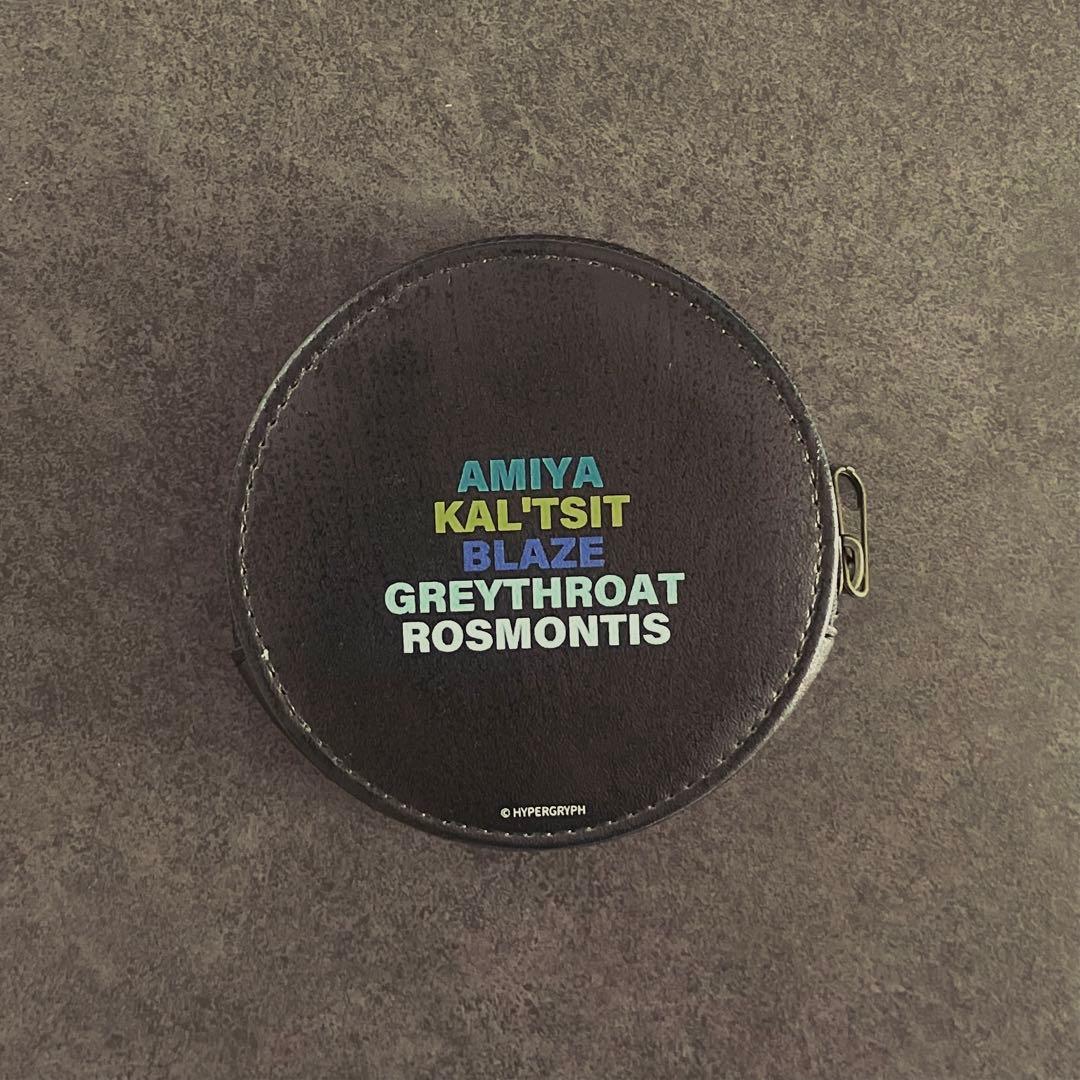 AMIYA
KAL'TSIT
BLAZE
GREYTHROAT
ROSMONTIS
© HYPERGRYPH